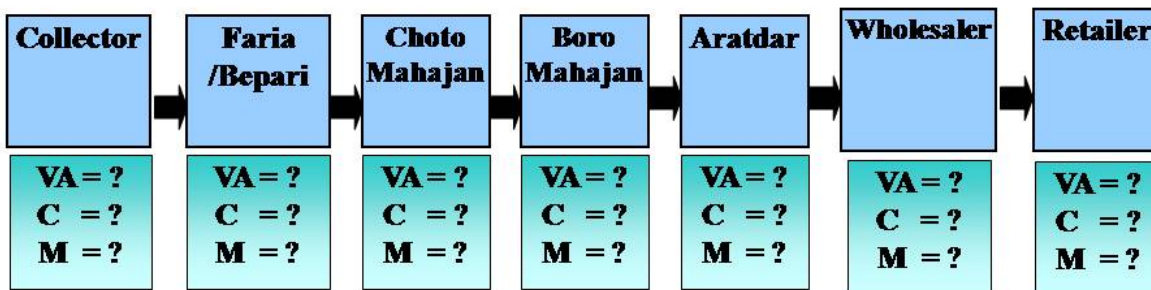 Collector
Faria
/Bepari
Choto
Mahajan
Boro
Mahajan
Aratdar
Wholesaler
Retailer
VA = ?
C = ?
M = ?
VA = ?
C = ?
M = ?
VA = ?
C = ?
M = ?
VA = ?
C = ?
M = ?
VA = ?
C = ?
M = ?
VA = ?
C = ?
M = ?
VA = ?
C = ?
M = ?